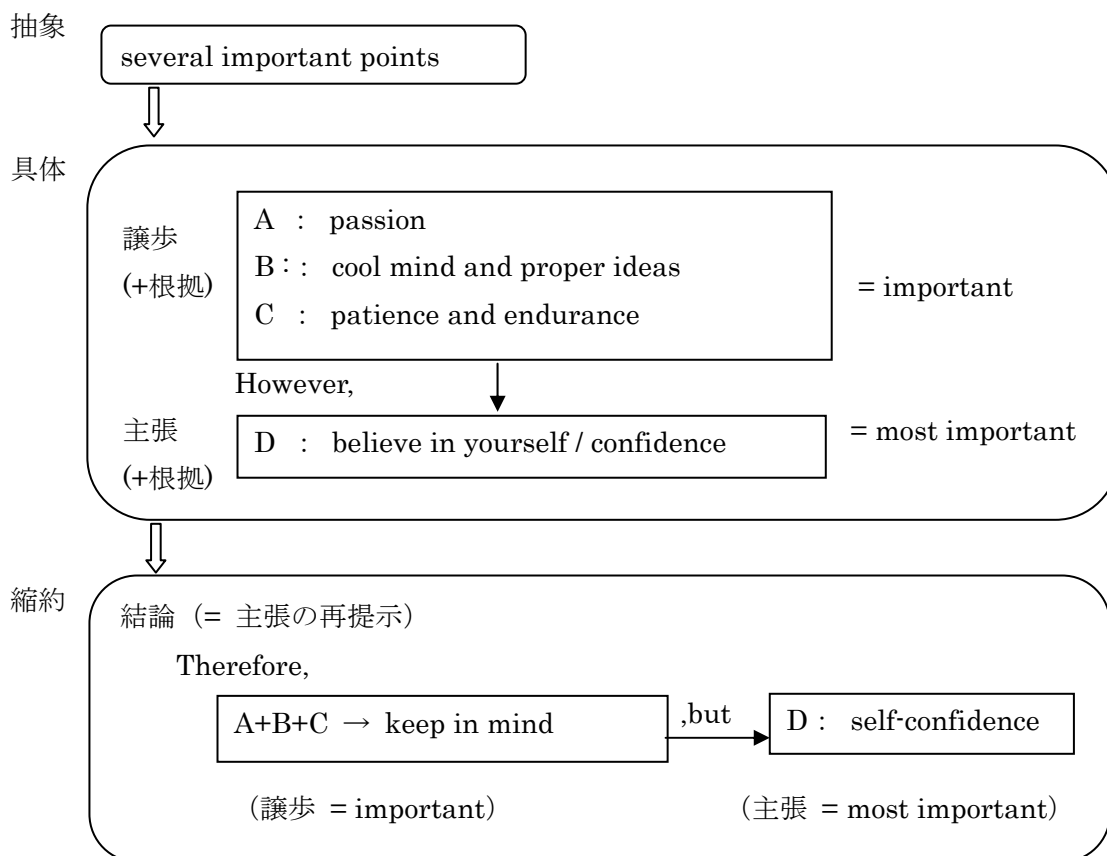 抽象
several important points
具体
譲歩
(+根拠)
A : passion
B : : cool mind and proper ideas
C : patience and endurance
= important
However,
主張
(+根拠)
D : believe in yourself / confidence
= most important
縮約
結論 (= 主張の再提示)
Therefore,
A+B+C → keep in mind
,but
D : self-confidence
(譲歩 = important)
(主張 = most important)